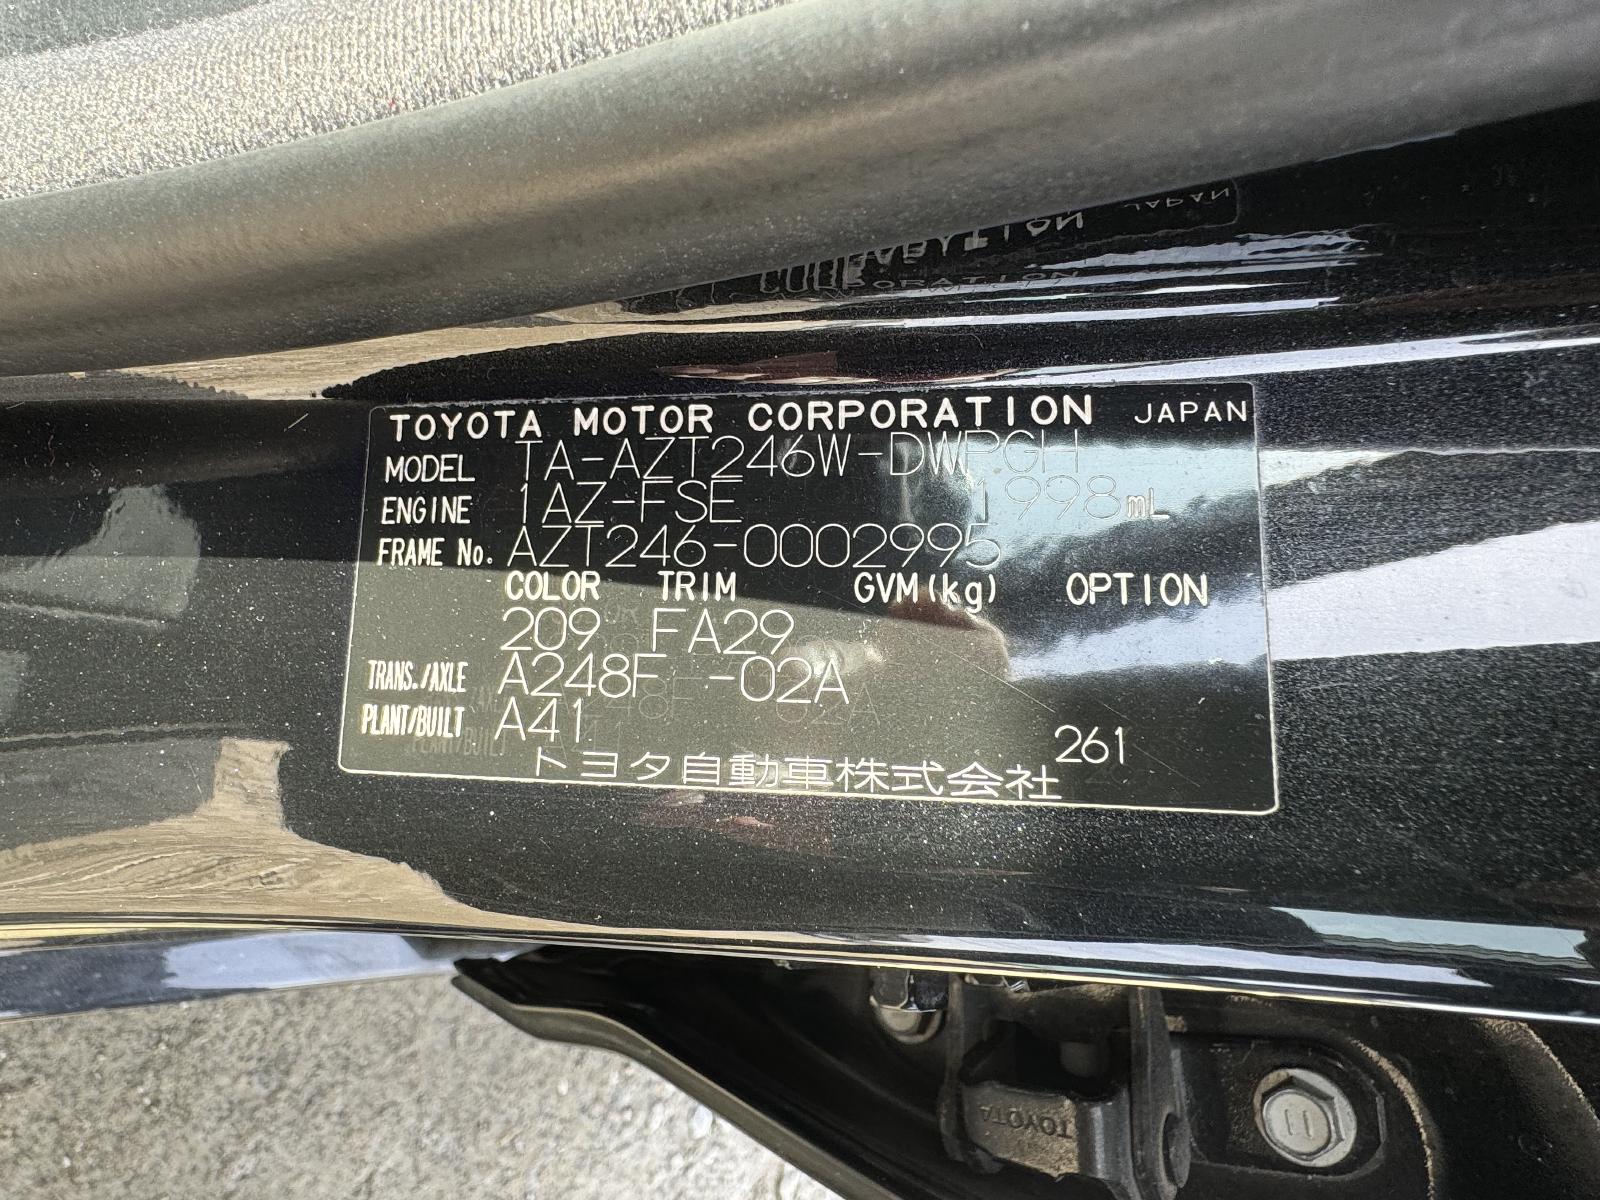 TOYOTA MOTOR CORPORATION JAPAN
MODEL TA-AZT246W-DWPGH
ENGINE 1AZ-FSE 1998mL
FRAME No. AZT246-0002995
COLOR TRIM GVM(kg) OPTION
209 FA29
TRANS./AXLE A248F -02A
PLANT/BUILT A41
261
トヨタ自動車株式会社
TOYOTA